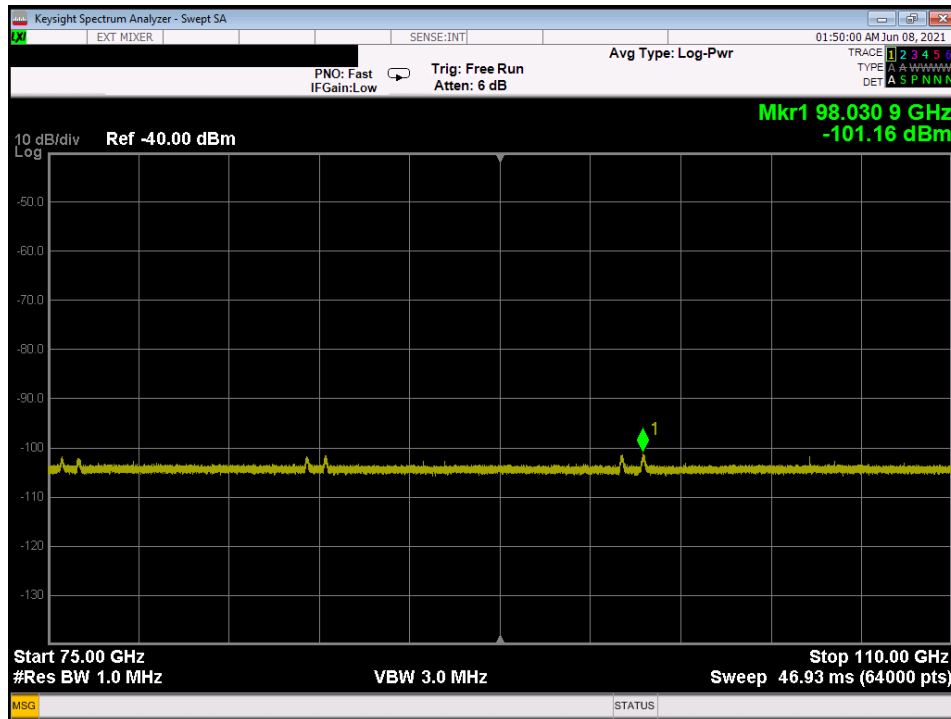 Keysight Spectrum Analyzer - Swept SA
LXI EXT MIXER SENSE:INT 01:50:00 AM Jun 08, 2021
Avg Type: Log-Pwr TRACE 1 2 3 4 5 6
PNO: Fast Trig: Free Run TYPE A A W W W W
IFGain:Low Atten: 6 dB DET A S P N N N
Mkr1 98.030 9 GHz
10 dB/div Ref -40.00 dBm -101.16 dBm
Log
-50.0
-60.0
-70.0
-80.0
-90.0
1
-100
-110
-120
-130
Start 75.00 GHz Stop 110.00 GHz
#Res BW 1.0 MHz VBW 3.0 MHz Sweep 46.93 ms (64000 pts)
MSG STATUS